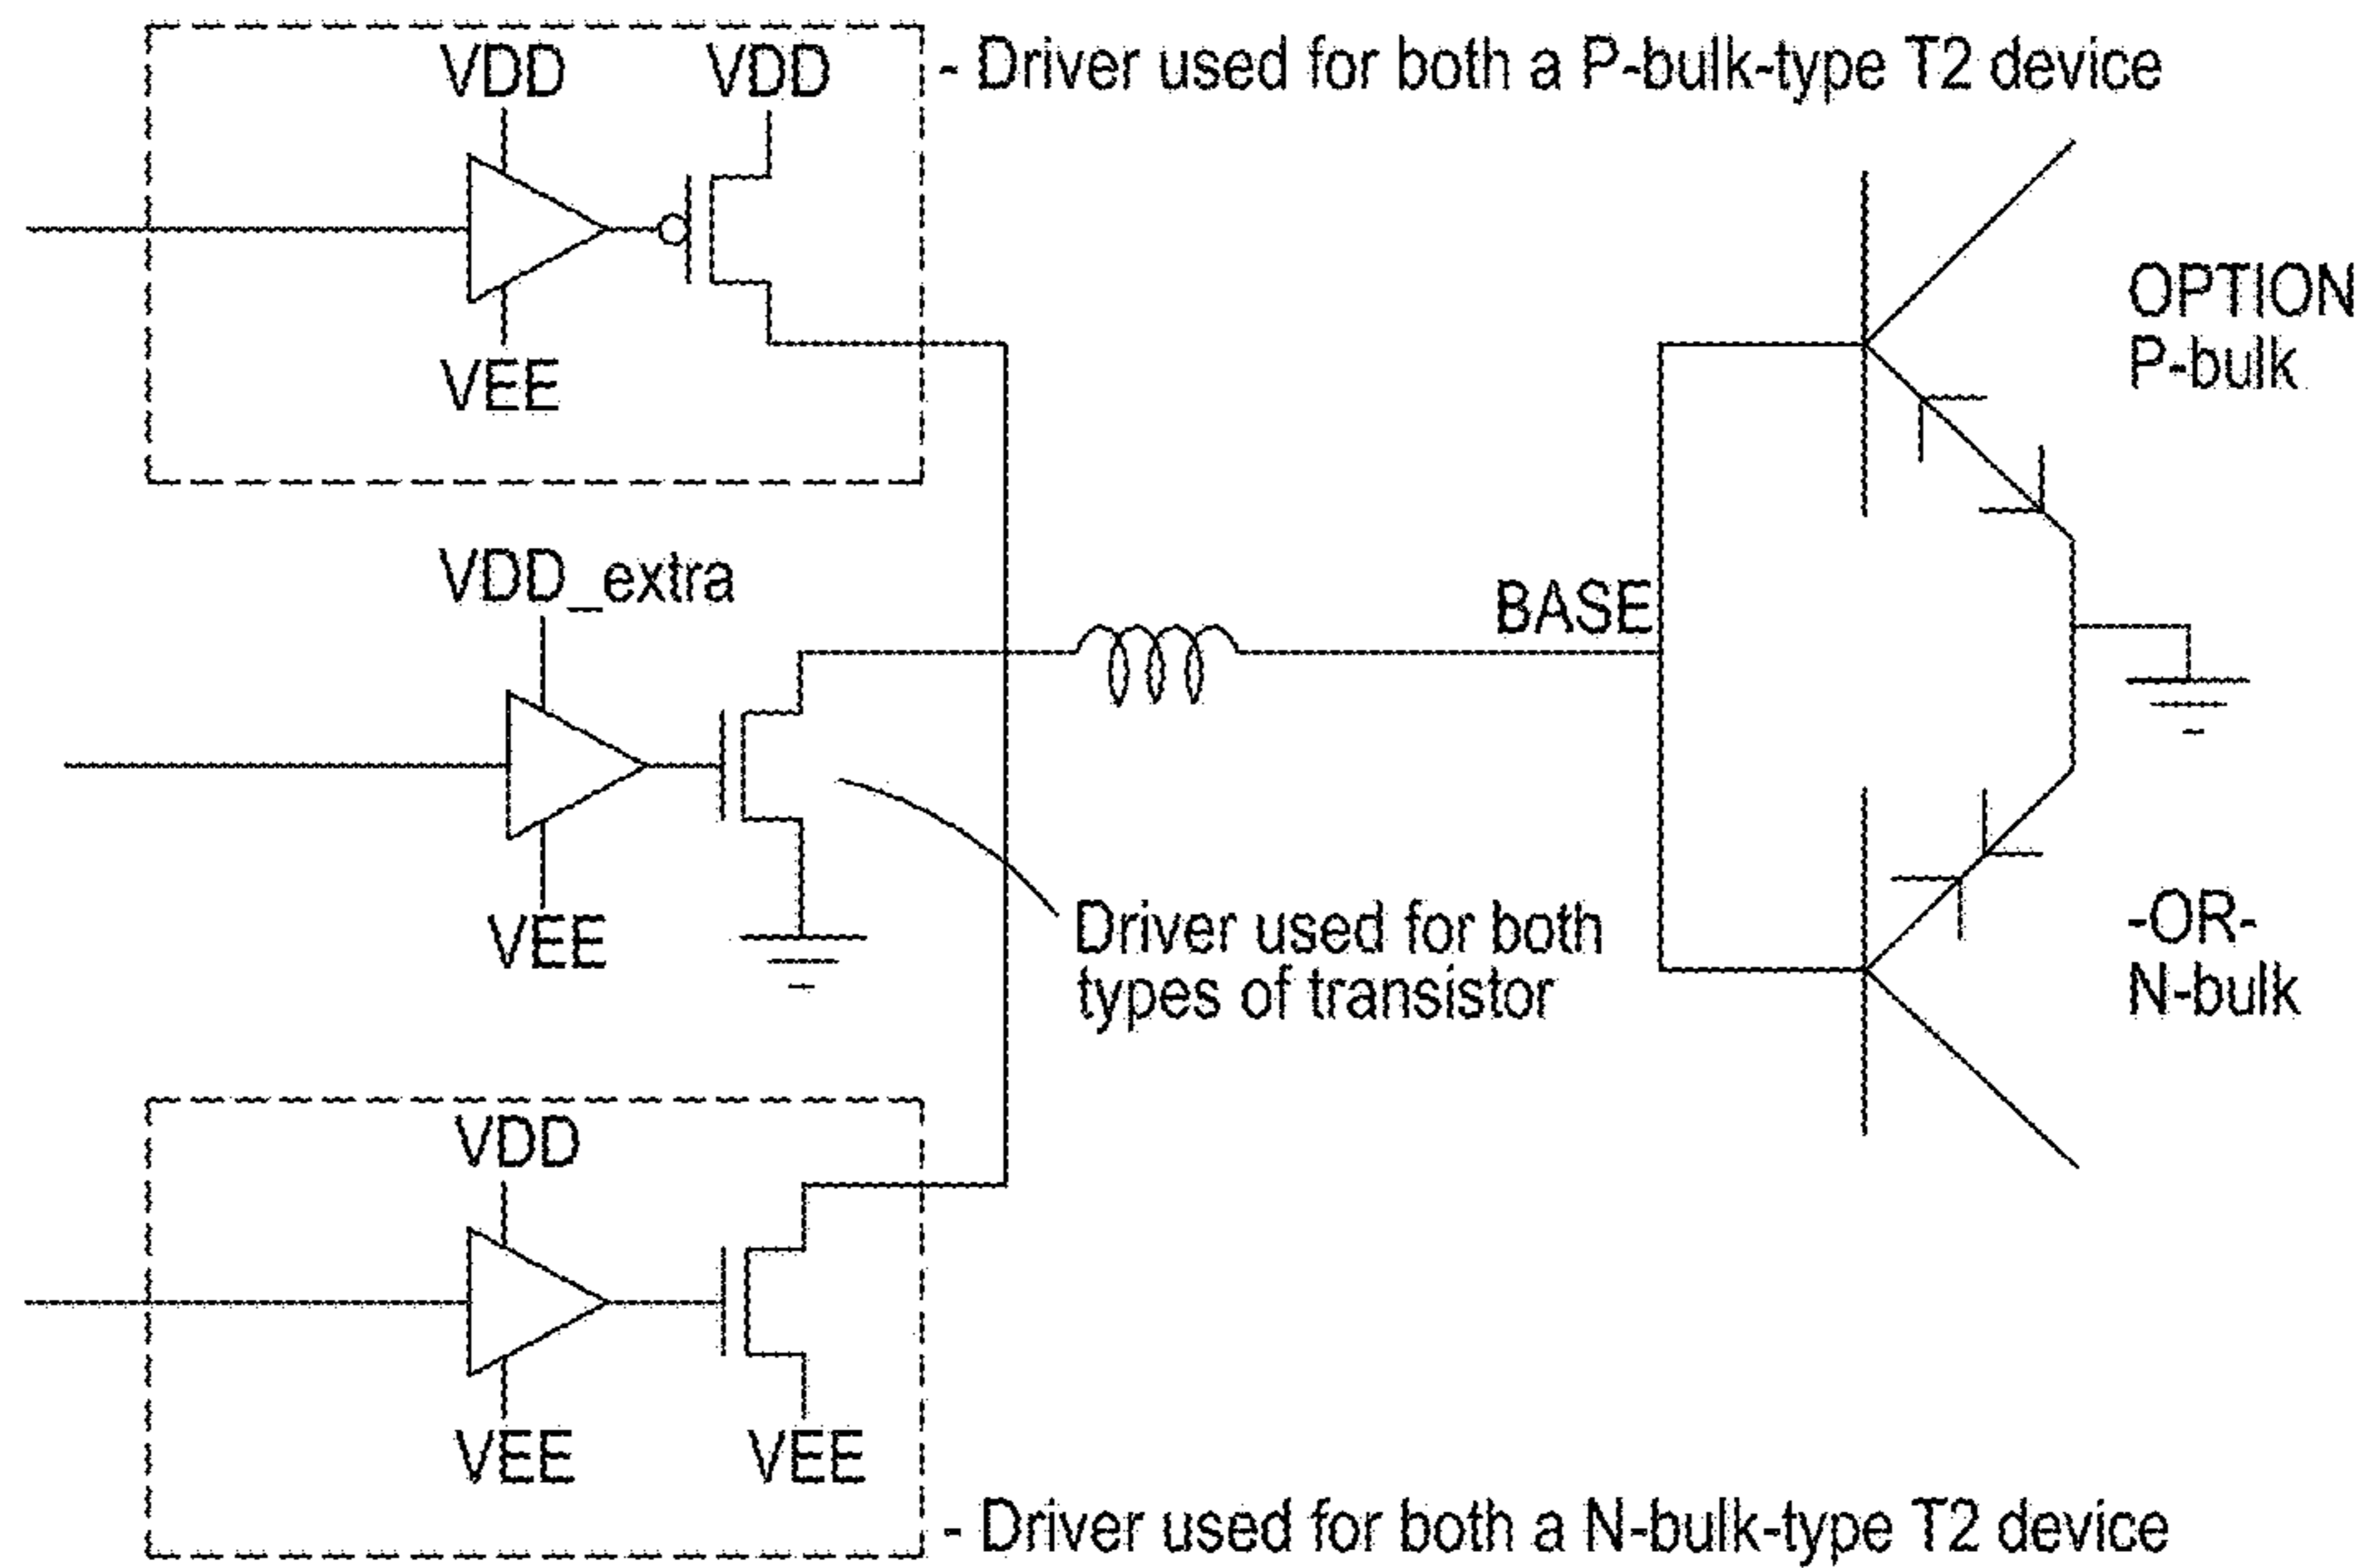 VDD VDD
- Driver used for both a P-bulk-type T2 device
VEE
OPTION
P-bulk
VDD_extra
BASE
VEE
Driver used for both
types of transistor
-OR-
N-bulk
VDD
VEE VEE
- Driver used for both a N-bulk-type T2 device